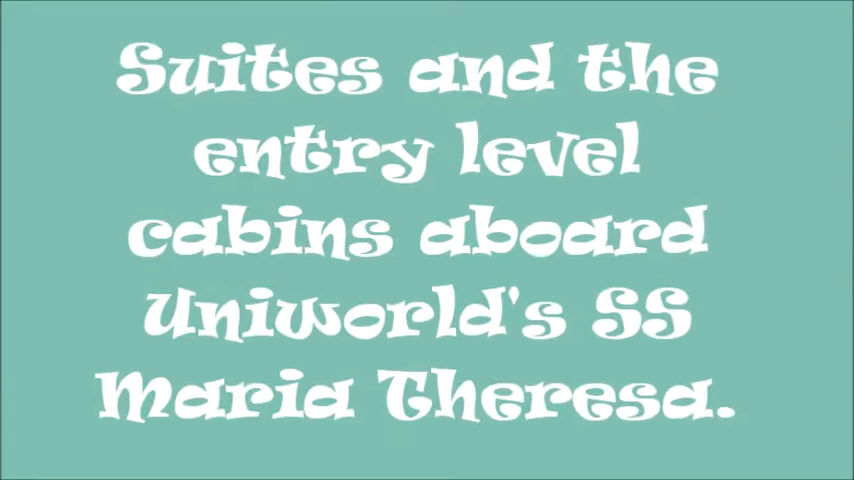 Suites and the
entry level
cabins aboard
Uniworld's SS
Maria Theresa.